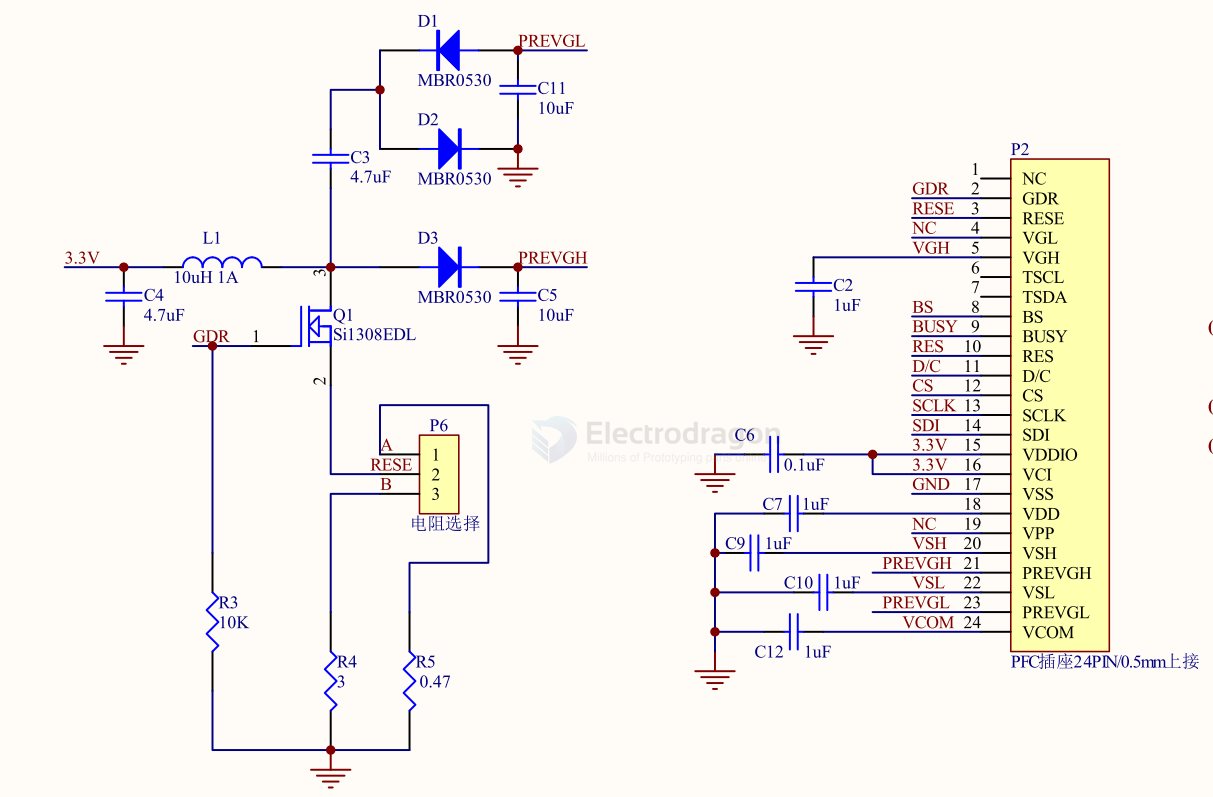 D1
PREVGL
MBR0530
C11
10uF
D2
MBR0530
C3
4.7uF
L1
3.3V
10uH 1A
3
D3
PREVGH
MBR0530
C4
4.7uF
C5
10uF
Q1
Si1308EDL
GDR
1
2
P6
A
1
RESE
2
B
3
电阻选择
R3
10K
R4
3
R5
0.47
Electrodragon
Millions of Prototyping
P2
1 NC
GDR 2 GDR
RESE 3 RESE
NC 4 VGL
VGH 5 VGH
6 TSCL
7 TSDA
BS 8 BS
BUSY 9 BUSY
RES 10 RES
D/C 11 D/C
CS 12 CS
SCLK 13 SCLK
SDI 14 SDI
3.3V 15 VDDIO
3.3V 16 VCI
GND 17 VSS
18 VDD
NC 19 VPP
VSH 20 VSH
PREVGH 21 PREVGH
VSL 22 VSL
PREVGL 23 PREVGL
VCOM 24 VCOM
PFC插座24PIN/0.5mm上接
C2
1uF
C6
0.1uF
C7 1uF
C9 1uF
C10 1uF
C12 1uF